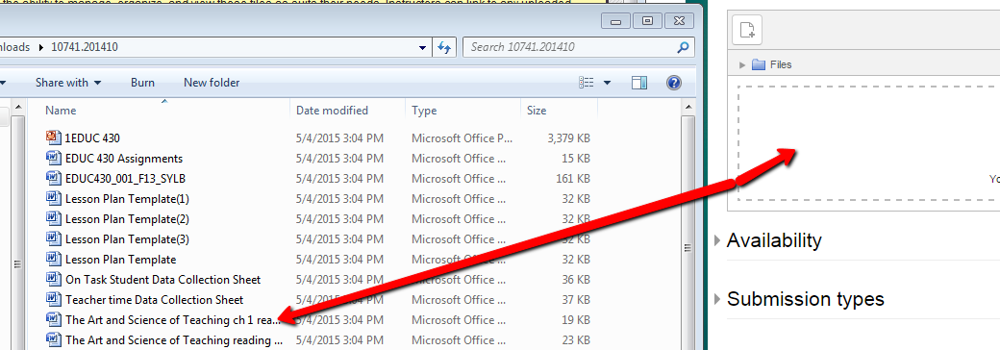 the ability to manage, organize, and view these files so quite their needs. Instructors can link to any uploaded
nloads 10741.201410 Search 10741.201410
Share with Burn New folder
Files
Name Date modified Type Size
1EDUC 430 5/4/2015 3:04 PM Microsoft Office P... 3,379 KB
EDUC 430 Assignments 5/4/2015 3:04 PM Microsoft Office ... 15 KB
EDUC430_001_F13_SYLB 5/4/2015 3:04 PM Microsoft Office ... 161 KB
Yo
Lesson Plan Template(1) 5/4/2015 3:04 PM Microsoft Office ... 32 KB
Lesson Plan Template(2) 5/4/2015 3:04 PM Microsoft Office ... 32 KB
Lesson Plan Template(3) 5/4/2015 3:04 PM Microsoft Office ... 32 KB
Availability
Lesson Plan Template 5/4/2015 3:04 PM Microsoft Office ... 32 KB
On Task Student Data Collection Sheet 5/4/2015 3:04 PM Microsoft Office ... 36 KB
Teacher time Data Collection Sheet 5/4/2015 3:04 PM Microsoft Office ... 37 KB
Submission types
The Art and Science of Teaching ch 1 rea... 5/4/2015 3:04 PM Microsoft Office ... 19 KB
The Art and Science of Teaching reading ... 5/4/2015 3:04 PM Microsoft Office ... 23 KB